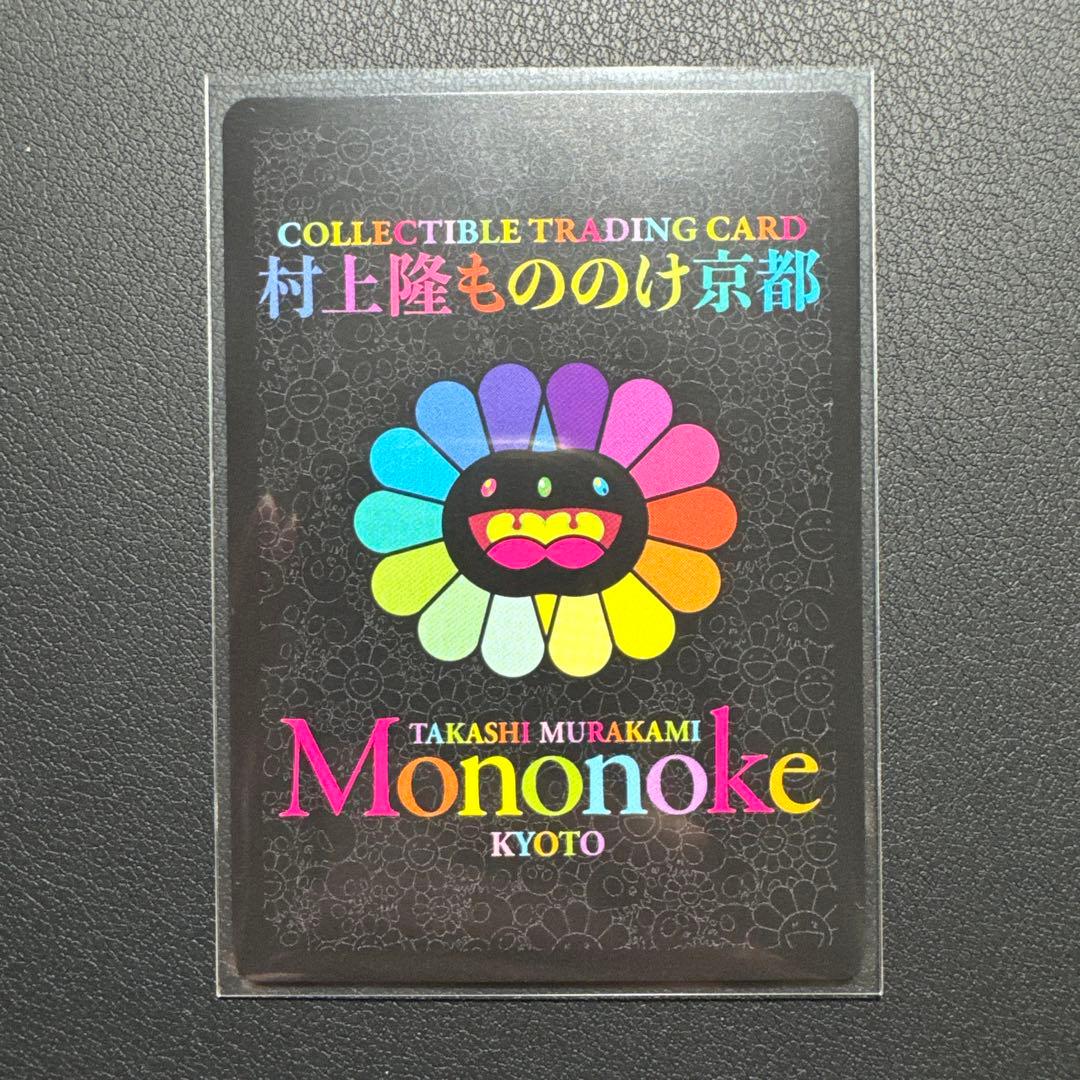 COLLECTIBLE TRADING CARD
村上隆もののけ京都
TAKASHI MURAKAMI
Mononoke
KYOTO